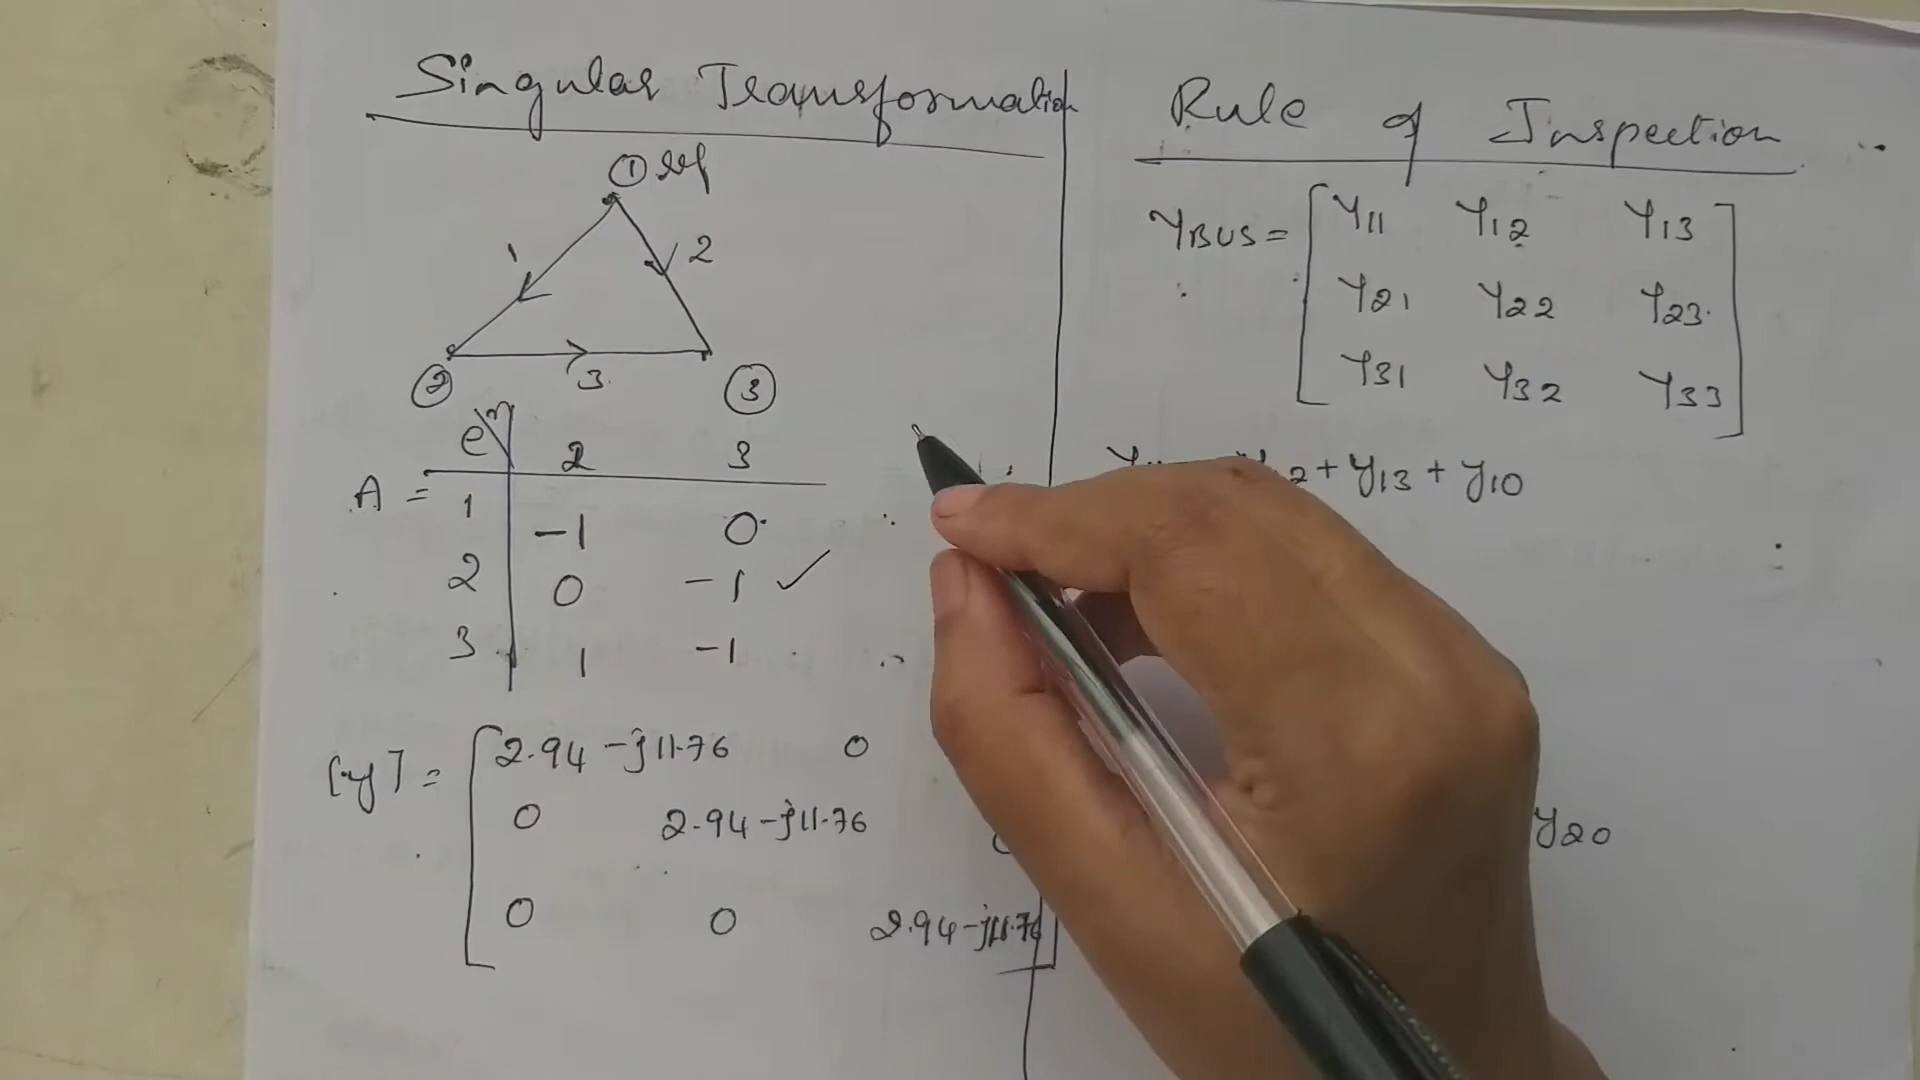 Singular Transformation
① ref
1
2
② 3 ③
e n 2 3
A =
1 -1 0
2 0 -1 ✓
3 1 -1
[y] = [ 2.94 - j11.76 0
0 2.94 - j11.76
0 0 2.94 - j11.76 ]
Rule of Inspection
YBUS = [ Y11 Y12 Y13
Y21 Y22 Y23
Y31 Y32 Y33 ]
+ y13 + y10
y20